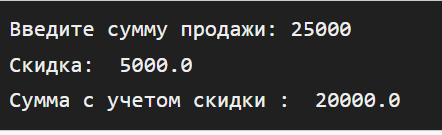 Введите сумму продажи: 25000
Скидка:  5000.0
Сумма с учетом скидки :  20000.0